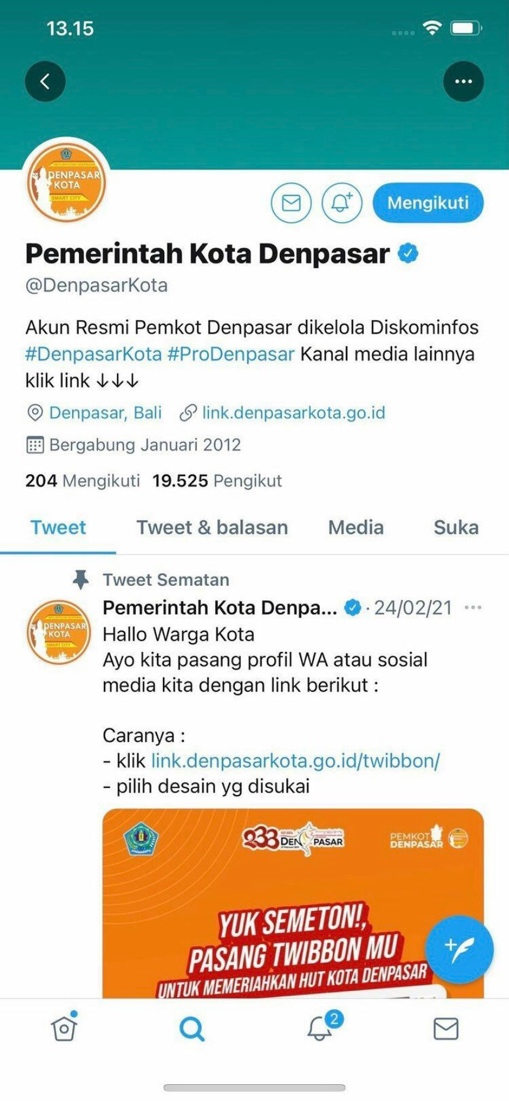 13.15
DENPASAR
KOTA
Mengikuti
Pemerintah Kota Denpasar
@DenpasarKota
Akun Resmi Pemkot Denpasar dikelola Diskominfos
#DenpasarKota #ProDenpasar Kanal media lainnya
klik link ↓↓↓
Denpasar, Bali link.denpasarkota.go.id
Bergabung Januari 2012
204 Mengikuti 19.525 Pengikut
Tweet Tweet & balasan Media Suka
Tweet Sematan
Pemerintah Kota Denpa... · 24/02/21
DENPASAR
KOTA
Hallo Warga Kota
Ayo kita pasang profil WA atau sosial
media kita dengan link berikut :
Caranya :
- klik link.denpasarkota.go.id/twibbon/
- pilih desain yg disukai
233 DENPASAR
PEMKOT
DENPASAR
YUK SEMETON!,
PASANG TWIBBON MU
UNTUK MEMERIAHKAN HUT KOTA DENPASAR
2